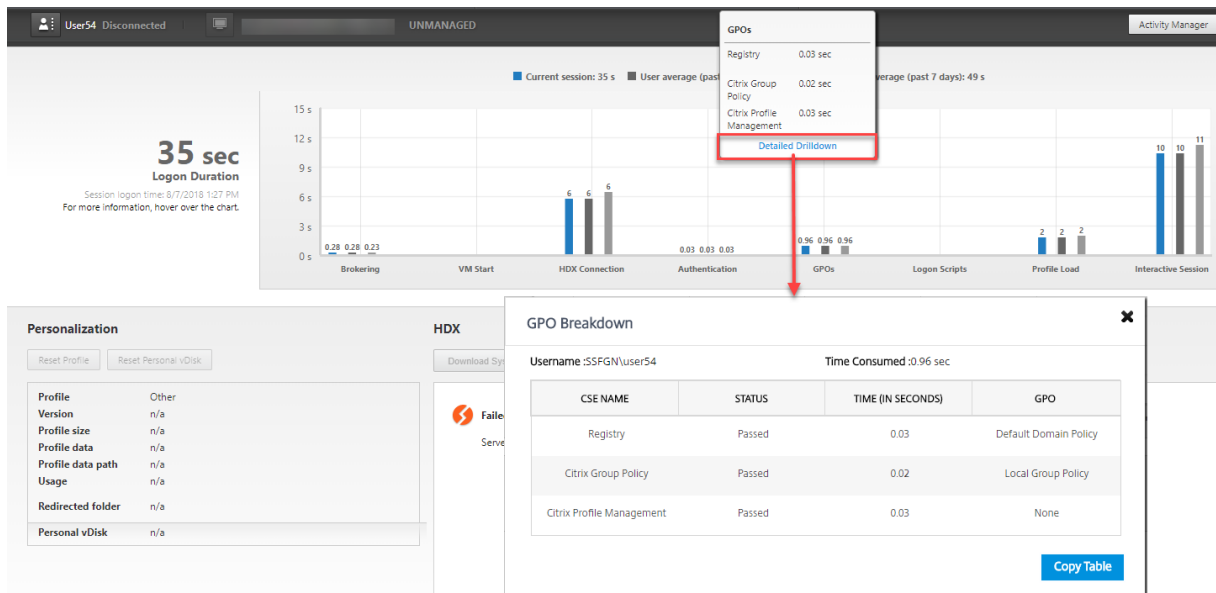 User54 Disconnected
UNMANAGED
Activity Manager
GPOs
Registry 0.03 sec
Citrix Group Policy 0.02 sec
Citrix Profile Management 0.03 sec
Detailed Drilldown
Current session: 35 s User average (past verage (past 7 days): 49 s
35 sec
Logon Duration
Session logon time: 8/7/2018 1:27 PM
For more information, hover over the chart.
15 s
12 s
9 s
6 s
3 s
0 s
0.28 0.28 0.23
6 6 6
0.03 0.03 0.03
0.96 0.96 0.96
2 2 2
10 10 11
Brokering VM Start HDX Connection Authentication GPOs Logon Scripts Profile Load Interactive Session
Personalization
Reset Profile Reset Personal vDisk
Profile Other
Version n/a
Profile size n/a
Profile data n/a
Profile data path n/a
Usage n/a
Redirected folder n/a
Personal vDisk n/a
HDX
Download Sy
Faile
Serve
GPO Breakdown
Username :SSFGN\user54 Time Consumed :0.96 sec
CSE NAME STATUS TIME (IN SECONDS) GPO
Registry Passed 0.03 Default Domain Policy
Citrix Group Policy Passed 0.02 Local Group Policy
Citrix Profile Management Passed 0.03 None
Copy Table